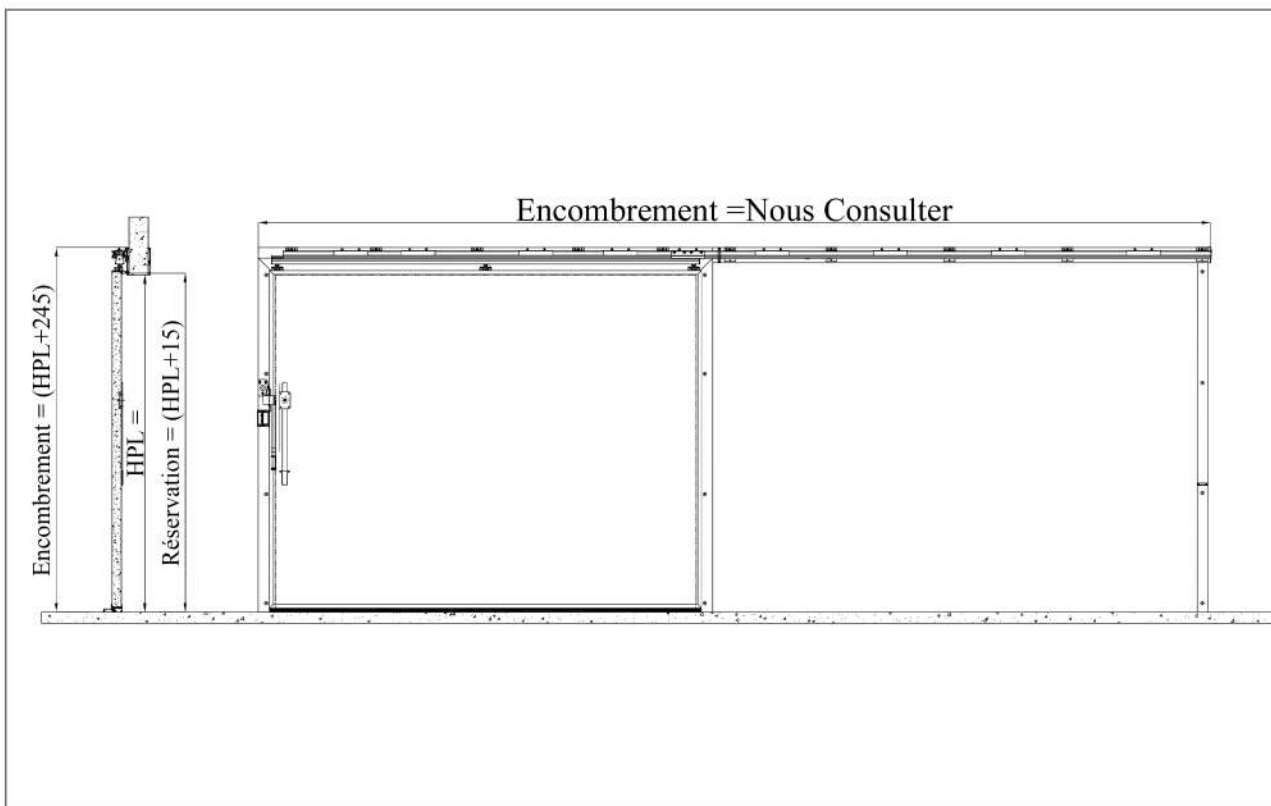 Encombrement =Nous Consulter
Encombrement = (HPL+245)
HPL =
Réservation = (HPL+15)